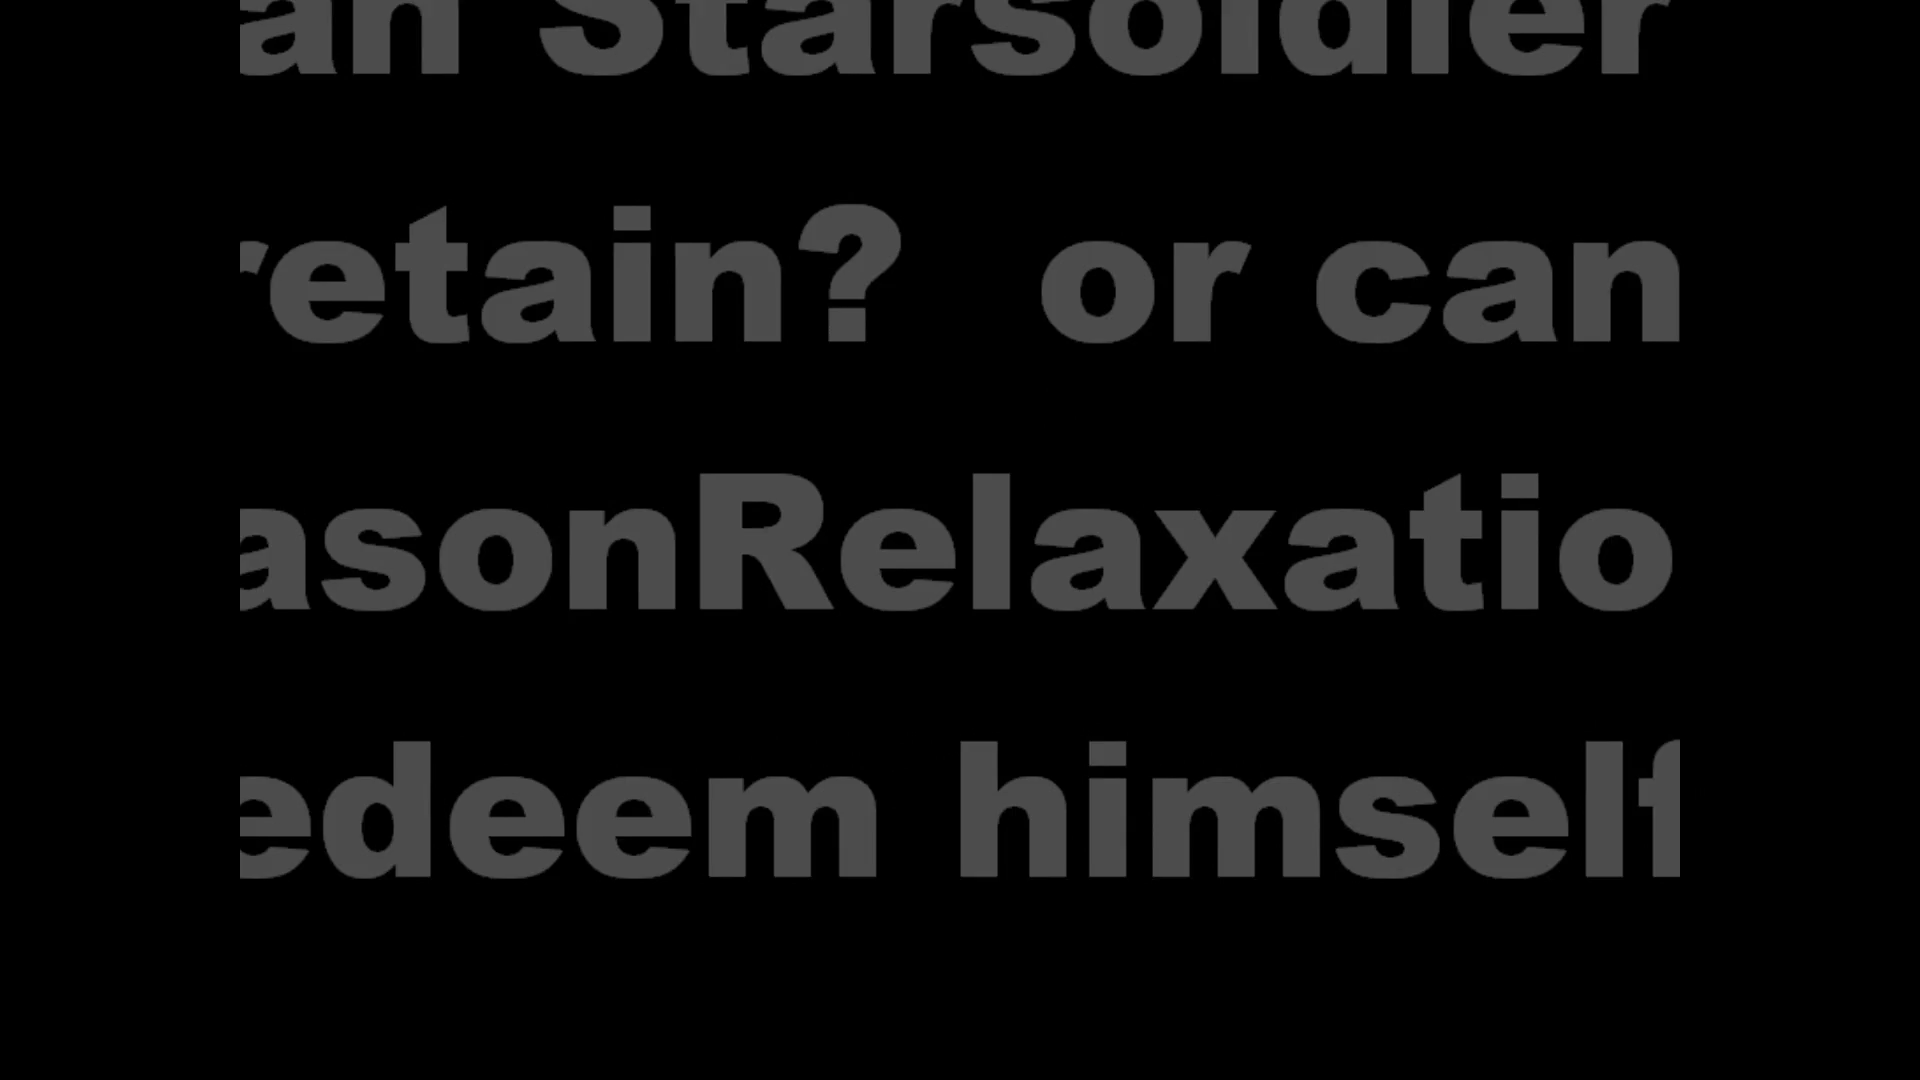 an Starsoldier
retain? or can
asonRelaxatio
edeem himself